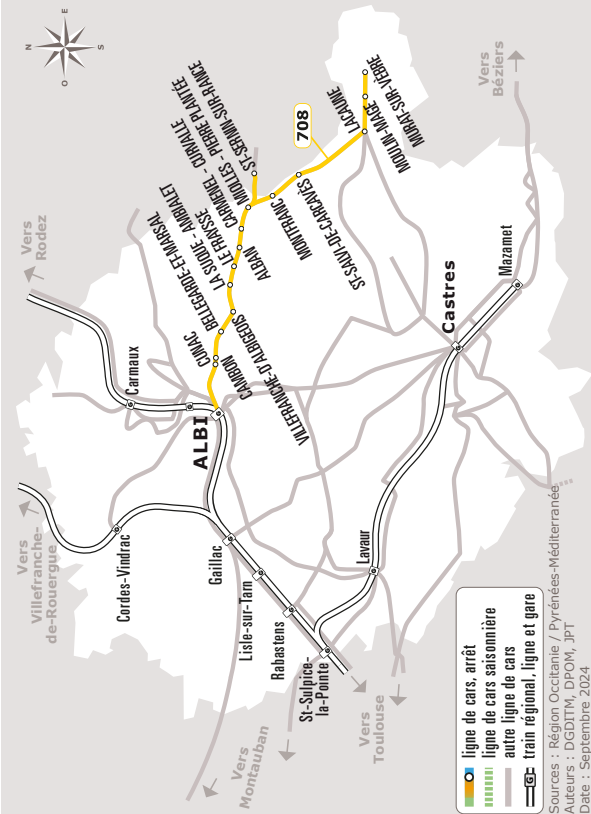 N
E
S
O
Vers
Rodez
Vers
Béziers
Vers
Villefranche-
de-Rouergue
Vers
Montauban
Vers
Toulouse
Carmaux
ALBI
Cordes-Vindrac
Gaillac
Lisle-sur-Tarn
Rabastens
St-Sulpice-
la-Pointe
Lavaur
Castres
Mazamet
708
CUNAC
CAMBON
BELLEGARDE-ET-MARSAL
VILLEFRANCHE-D'ALBIGEOIS
LA SUQUE - AMBIALET
LE FRAYSSE
ALBAN
CARMENEL - CURVALLE
MIOLLES - PIERRE PLANTÉE
ST-SERNIN-SUR-RANCE
MONTFRANC
ST-SALVI-DE-CARCAVÈS
LACAUNE
MOULIN-MAGE
MURAT-SUR-VÈBRE
ligne de cars, arrêt
ligne de cars saisonnière
autre ligne de cars
G train régional, ligne et gare
Sources : Région Occitanie / Pyrénées-Méditerranée
Auteurs : DGDITM, DPOM, JPT
Date : Septembre 2024